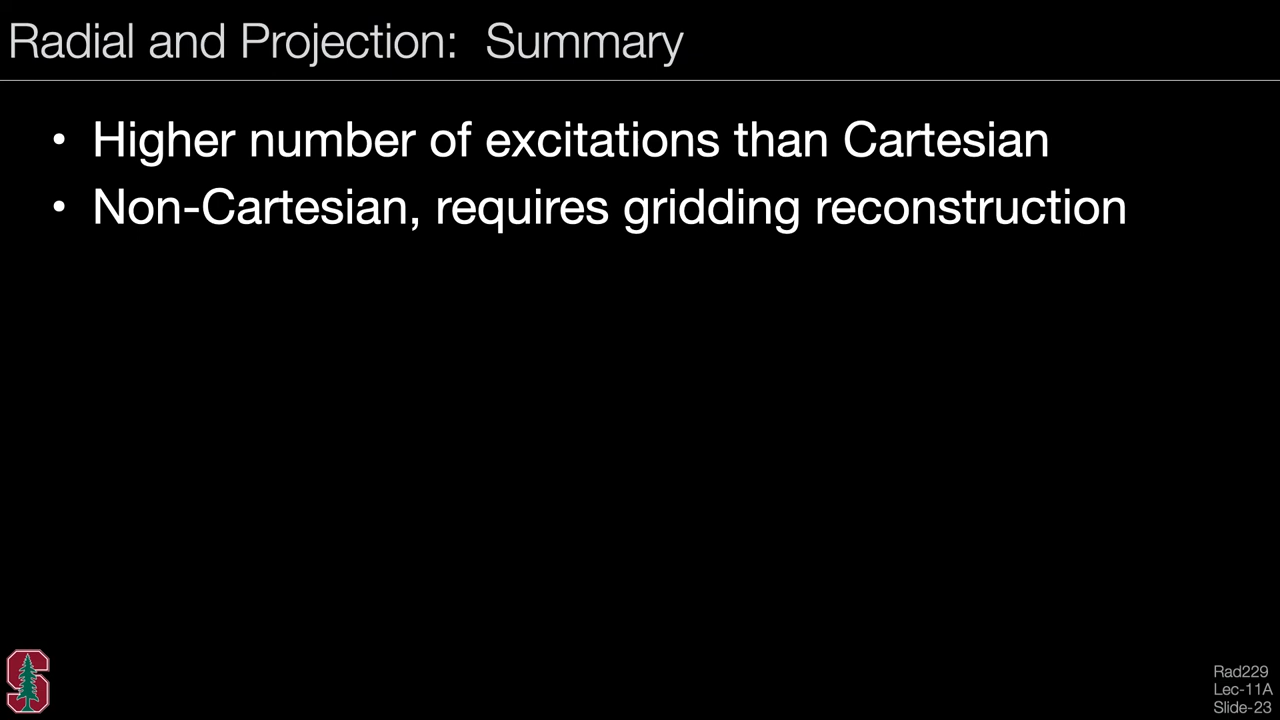 Radial and Projection: Summary
• Higher number of excitations than Cartesian
• Non-Cartesian, requires gridding reconstruction
Rad229
Lec-11A
Slide-23